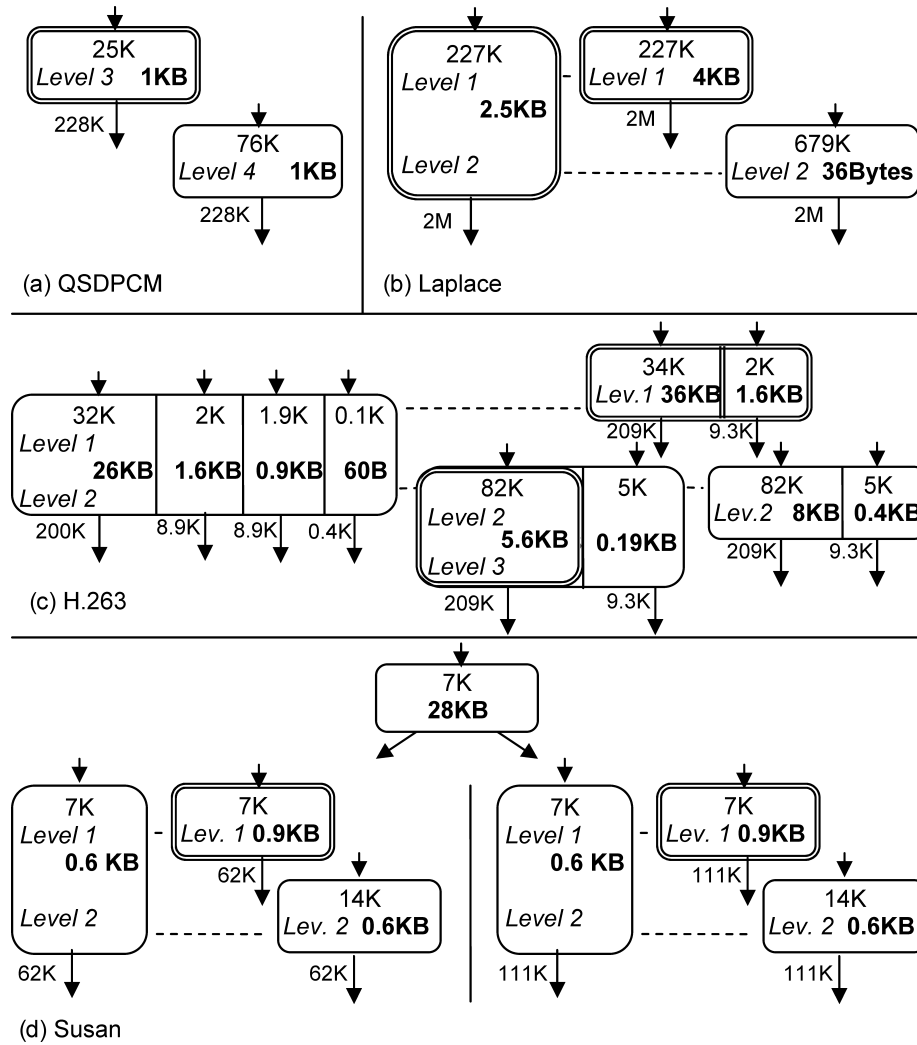 25K
Level 3 1KB
228K
76K
Level 4 1KB
228K
(a) QSDPCM
227K
Level 1
2.5KB
Level 2
2M
227K
Level 1 4KB
2M
679K
Level 2 36Bytes
2M
(b) Laplace
32K 2K 1.9K 0.1K
Level 1
26KB 1.6KB 0.9KB 60B
Level 2
200K 8.9K 8.9K 0.4K
34K 2K
Lev.1 36KB 1.6KB
209K 9.3K
82K 5K
Level 2
5.6KB 0.19KB
Level 3
209K 9.3K
82K 5K
Lev.2 8KB 0.4KB
209K 9.3K
(c) H.263
7K
28KB
7K
Level 1
0.6 KB
Level 2
62K
7K
Lev. 1 0.9KB
62K
14K
Lev. 2 0.6KB
62K
7K
Level 1
0.6 KB
Level 2
111K
7K
Lev. 1 0.9KB
111K
14K
Lev. 2 0.6KB
111K
(d) Susan